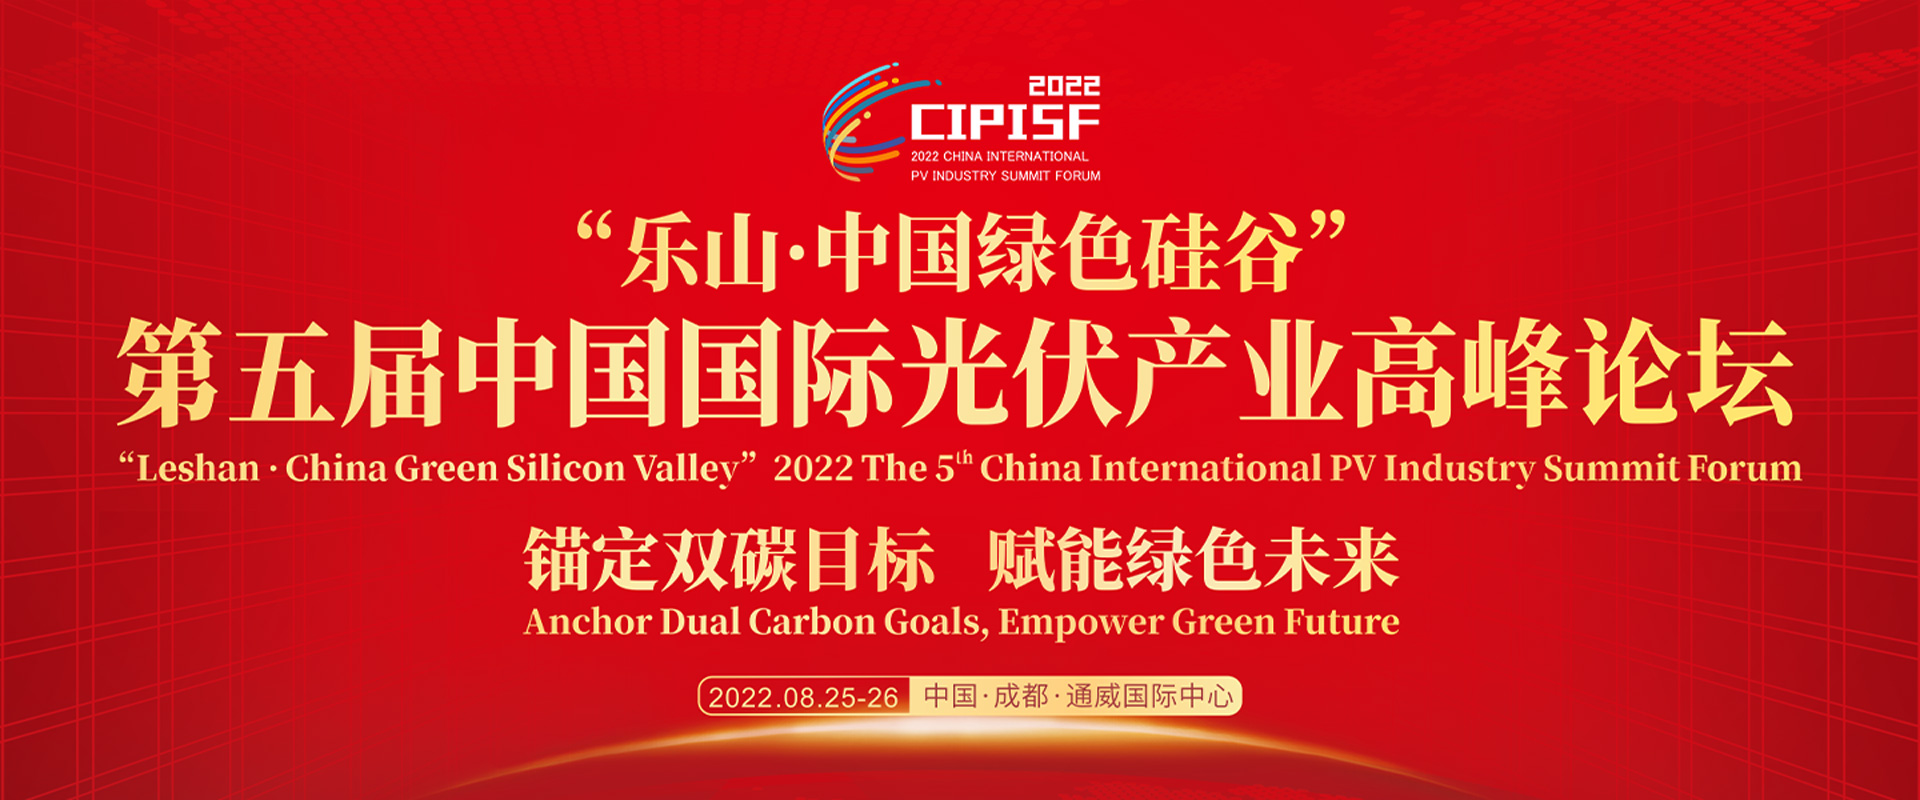 2022
CIPISF
2022 CHINA INTERNATIONAL
PV INDUSTRY SUMMIT FORUM
“乐山·中国绿色硅谷”
第五届中国国际光伏产业高峰论坛
“Leshan · China Green Silicon Valley” 2022 The 5th China International PV Industry Summit Forum
锚定双碳目标 赋能绿色未来
Anchor Dual Carbon Goals, Empower Green Future
2022.08.25-26 中国·成都·通威国际中心